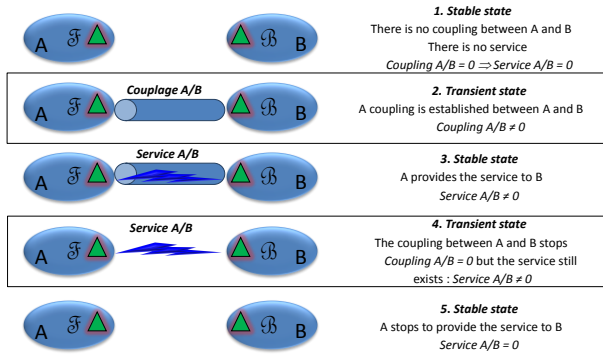 A ℱ ℬ B
1. Stable state
There is no coupling between A and B
There is no service
Coupling A/B = 0 ⇒ Service A/B = 0
Couplage A/B
A ℱ ℬ B
2. Transient state
A coupling is established between A and B
Coupling A/B ≠ 0
Service A/B
A ℱ ℬ B
3. Stable state
A provides the service to B
Service A/B ≠ 0
Service A/B
A ℱ ℬ B
4. Transient state
The coupling between A and B stops
Coupling A/B = 0 but the service still
exists : Service A/B ≠ 0
A ℱ ℬ B
5. Stable state
A stops to provide the service to B
Service A/B = 0